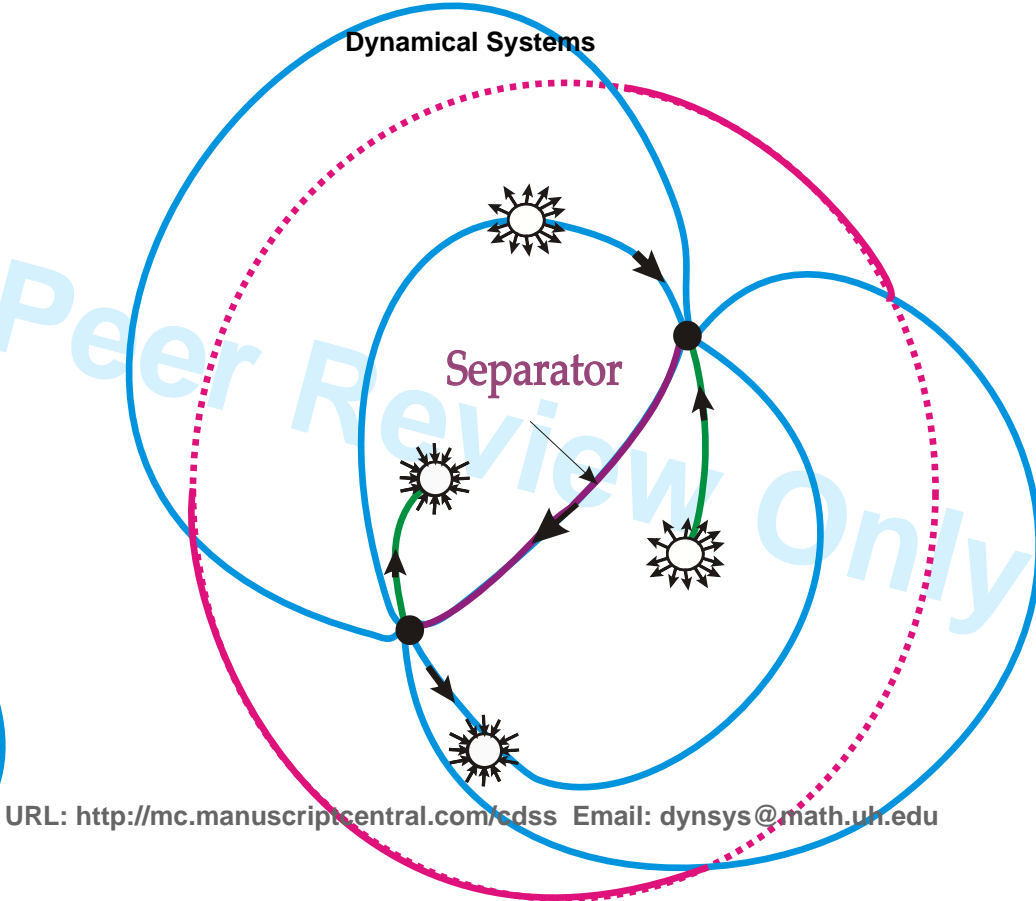 Dynamical Systems
Peer Review Only
Separator
URL: http://mc.manuscriptcentral.com/cdss Email: dynsys@math.uh.edu